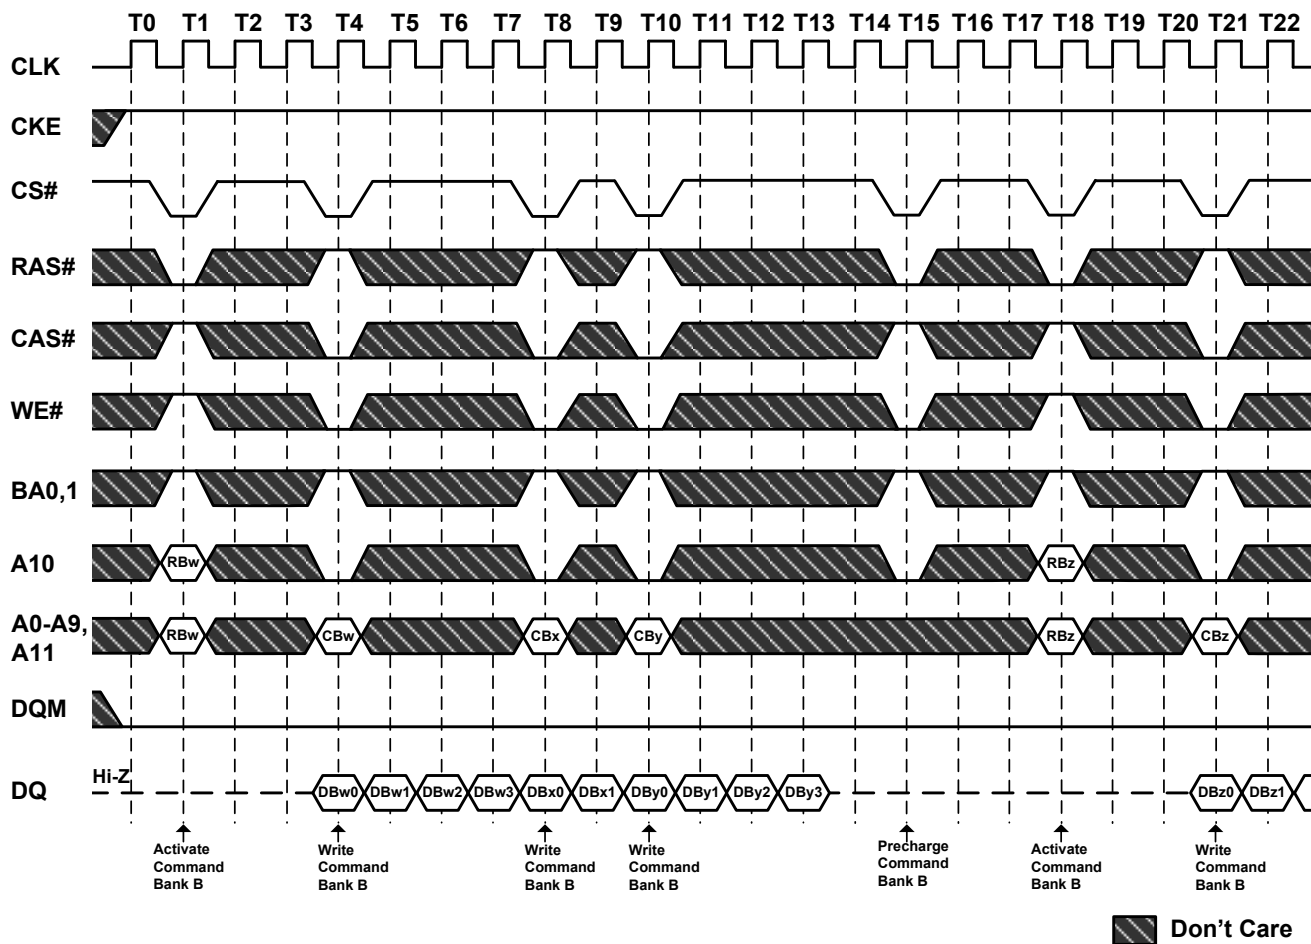 T0 T1 T2 T3 T4 T5 T6 T7 T8 T9 T10 T11 T12 T13 T14 T15 T16 T17 T18 T19 T20 T21 T22
CLK
CKE
CS#
RAS#
CAS#
WE#
BA0,1
A10 RBw RBz
A0-A9,
A11
RBw CBw CBx CBy RBz CBz
DQM
DQ Hi-Z DBw0 DBw1 DBw2 DBw3 DBx0 DBx1 DBy0 DBy1 DBy2 DBy3 DBz0 DBz1
Activate
Command
Bank B
Write
Command
Bank B
Write
Command
Bank B
Write
Command
Bank B
Precharge
Command
Bank B
Activate
Command
Bank B
Write
Command
Bank B
Don't Care